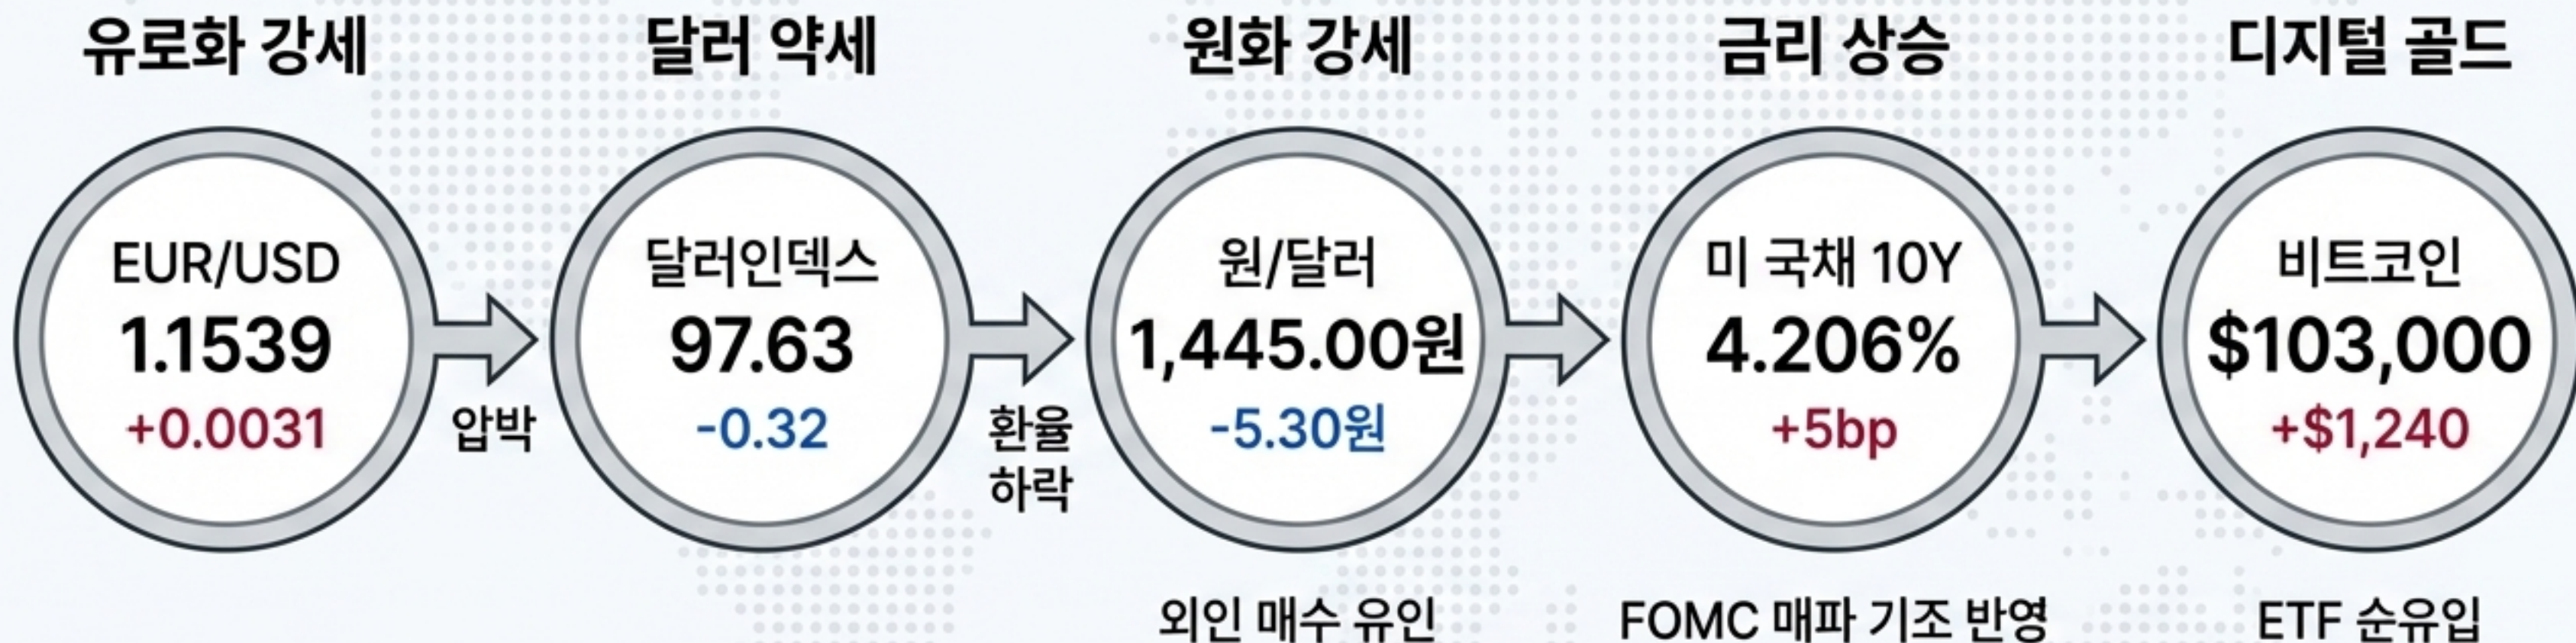 유로화 강세
달러 약세
원화 강세
금리 상승
디지털 골드
EUR/USD
1.1539
+0.0031
압박
달러인덱스
97.63
-0.32
환율
하락
원/달러
1,445.00원
-5.30원
외인 매수 유인
미 국채 10Y
4.206%
+5bp
FOMC 매파 기조 반영
비트코인
$103,000
+$1,240
ETF 순유입